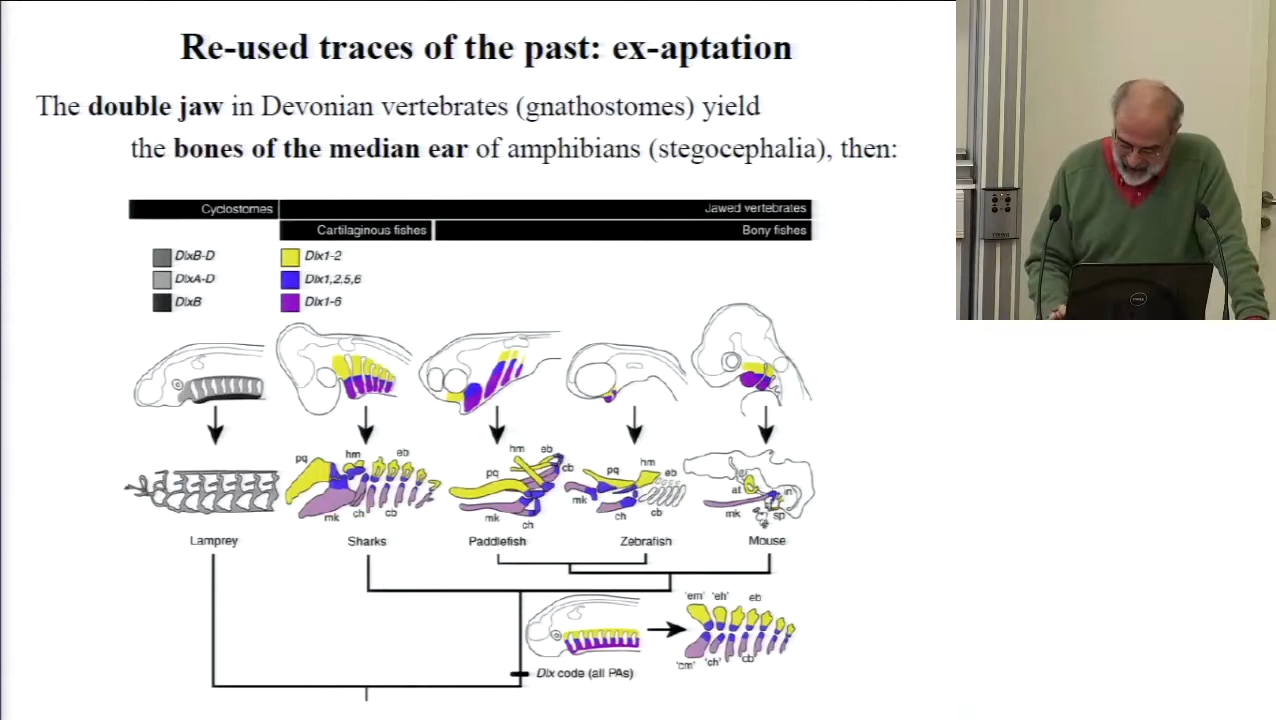 Re-used traces of the past: ex-aptation
The double jaw in Devonian vertebrates (gnathostomes) yield
the bones of the median ear of amphibians (stegocephalia), then:
Cyclostomes
Jawed vertebrates
Cartilaginous fishes
Bony fishes
DlxB-D
DlxA-D
DlxB
Dlx1-2
Dlx1,2,5,6
Dlx1-6
pq hm eb
mk ch cb
hm eb
pq cb
mk ch
pq hm eb
mk ch cb
at in
mk sp
Lamprey Sharks Paddlefish Zebrafish Mouse
'em' 'eh' eb
'cm' 'ch' cb
Dlx code (all PAs)
DELL